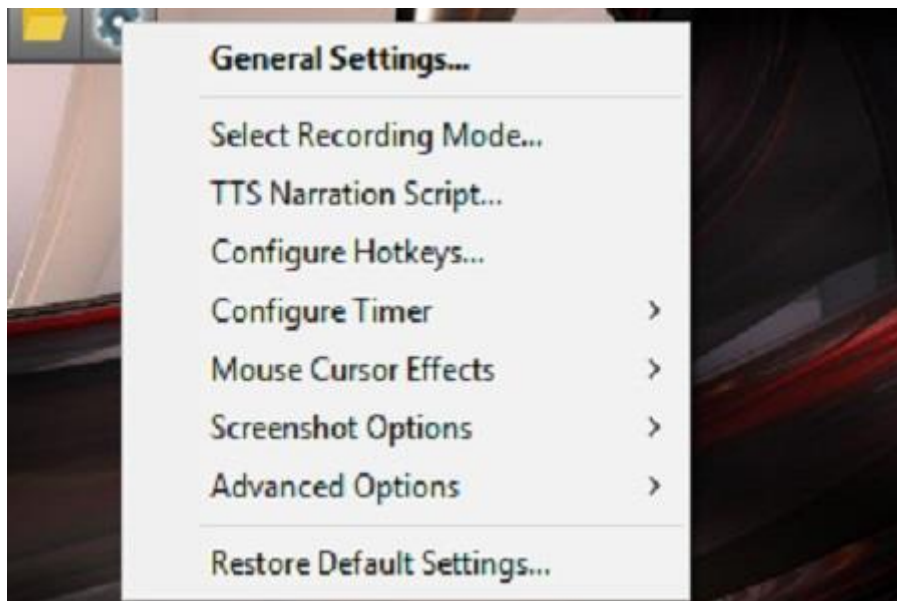 General Settings...
Select Recording Mode...
TTS Narration Script...
Configure Hotkeys...
Configure Timer
Mouse Cursor Effects
Screenshot Options
Advanced Options
Restore Default Settings...